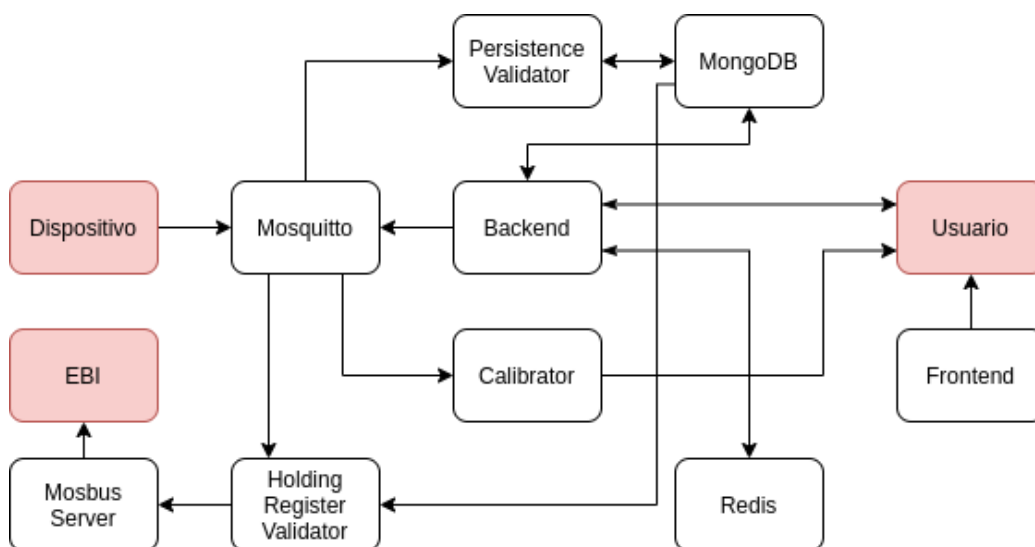 Persistence
Validator
MongoDB
Dispositivo
Mosquitto
Backend
Usuario
EBI
Calibrator
Frontend
Mosbus
Server
Holding
Register
Validator
Redis